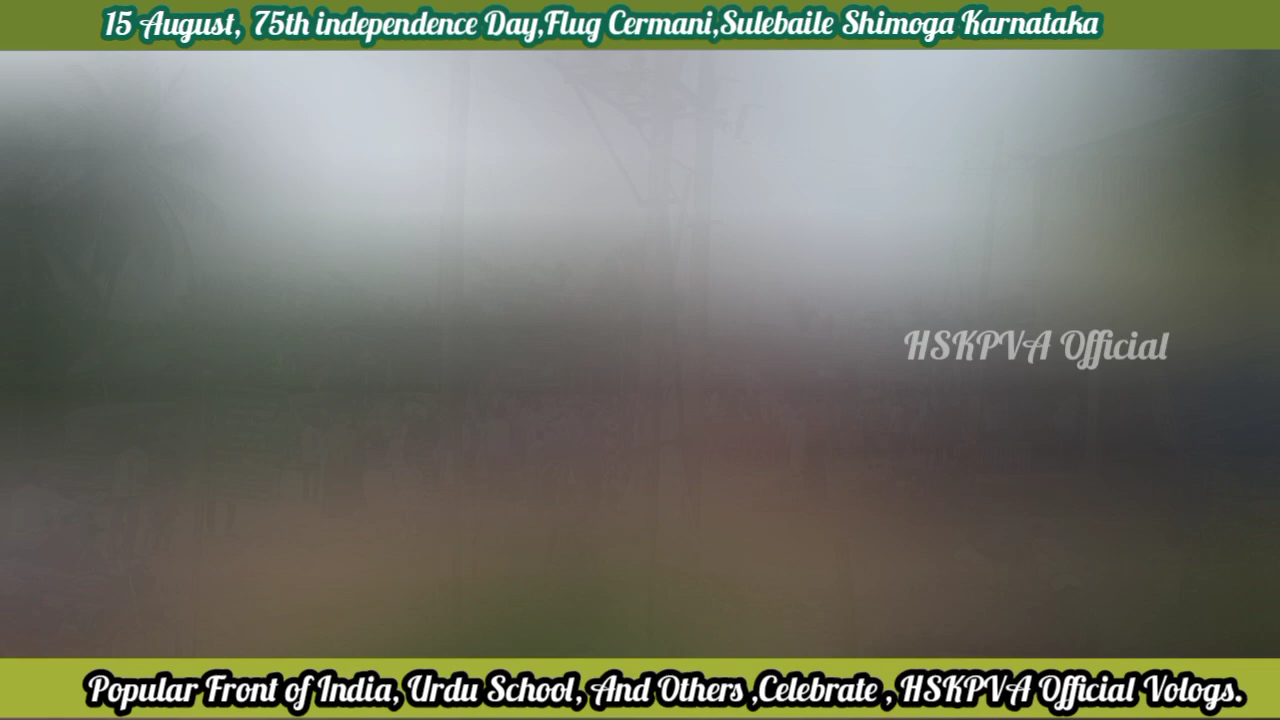 15 August, 75th independence Day,Flug Cermani,Sulebaile Shimoga Karnataka
HSKPVA Official
Popular Front of India, Urdu School, And Others ,Celebrate , HSKPVA Official Vologs.